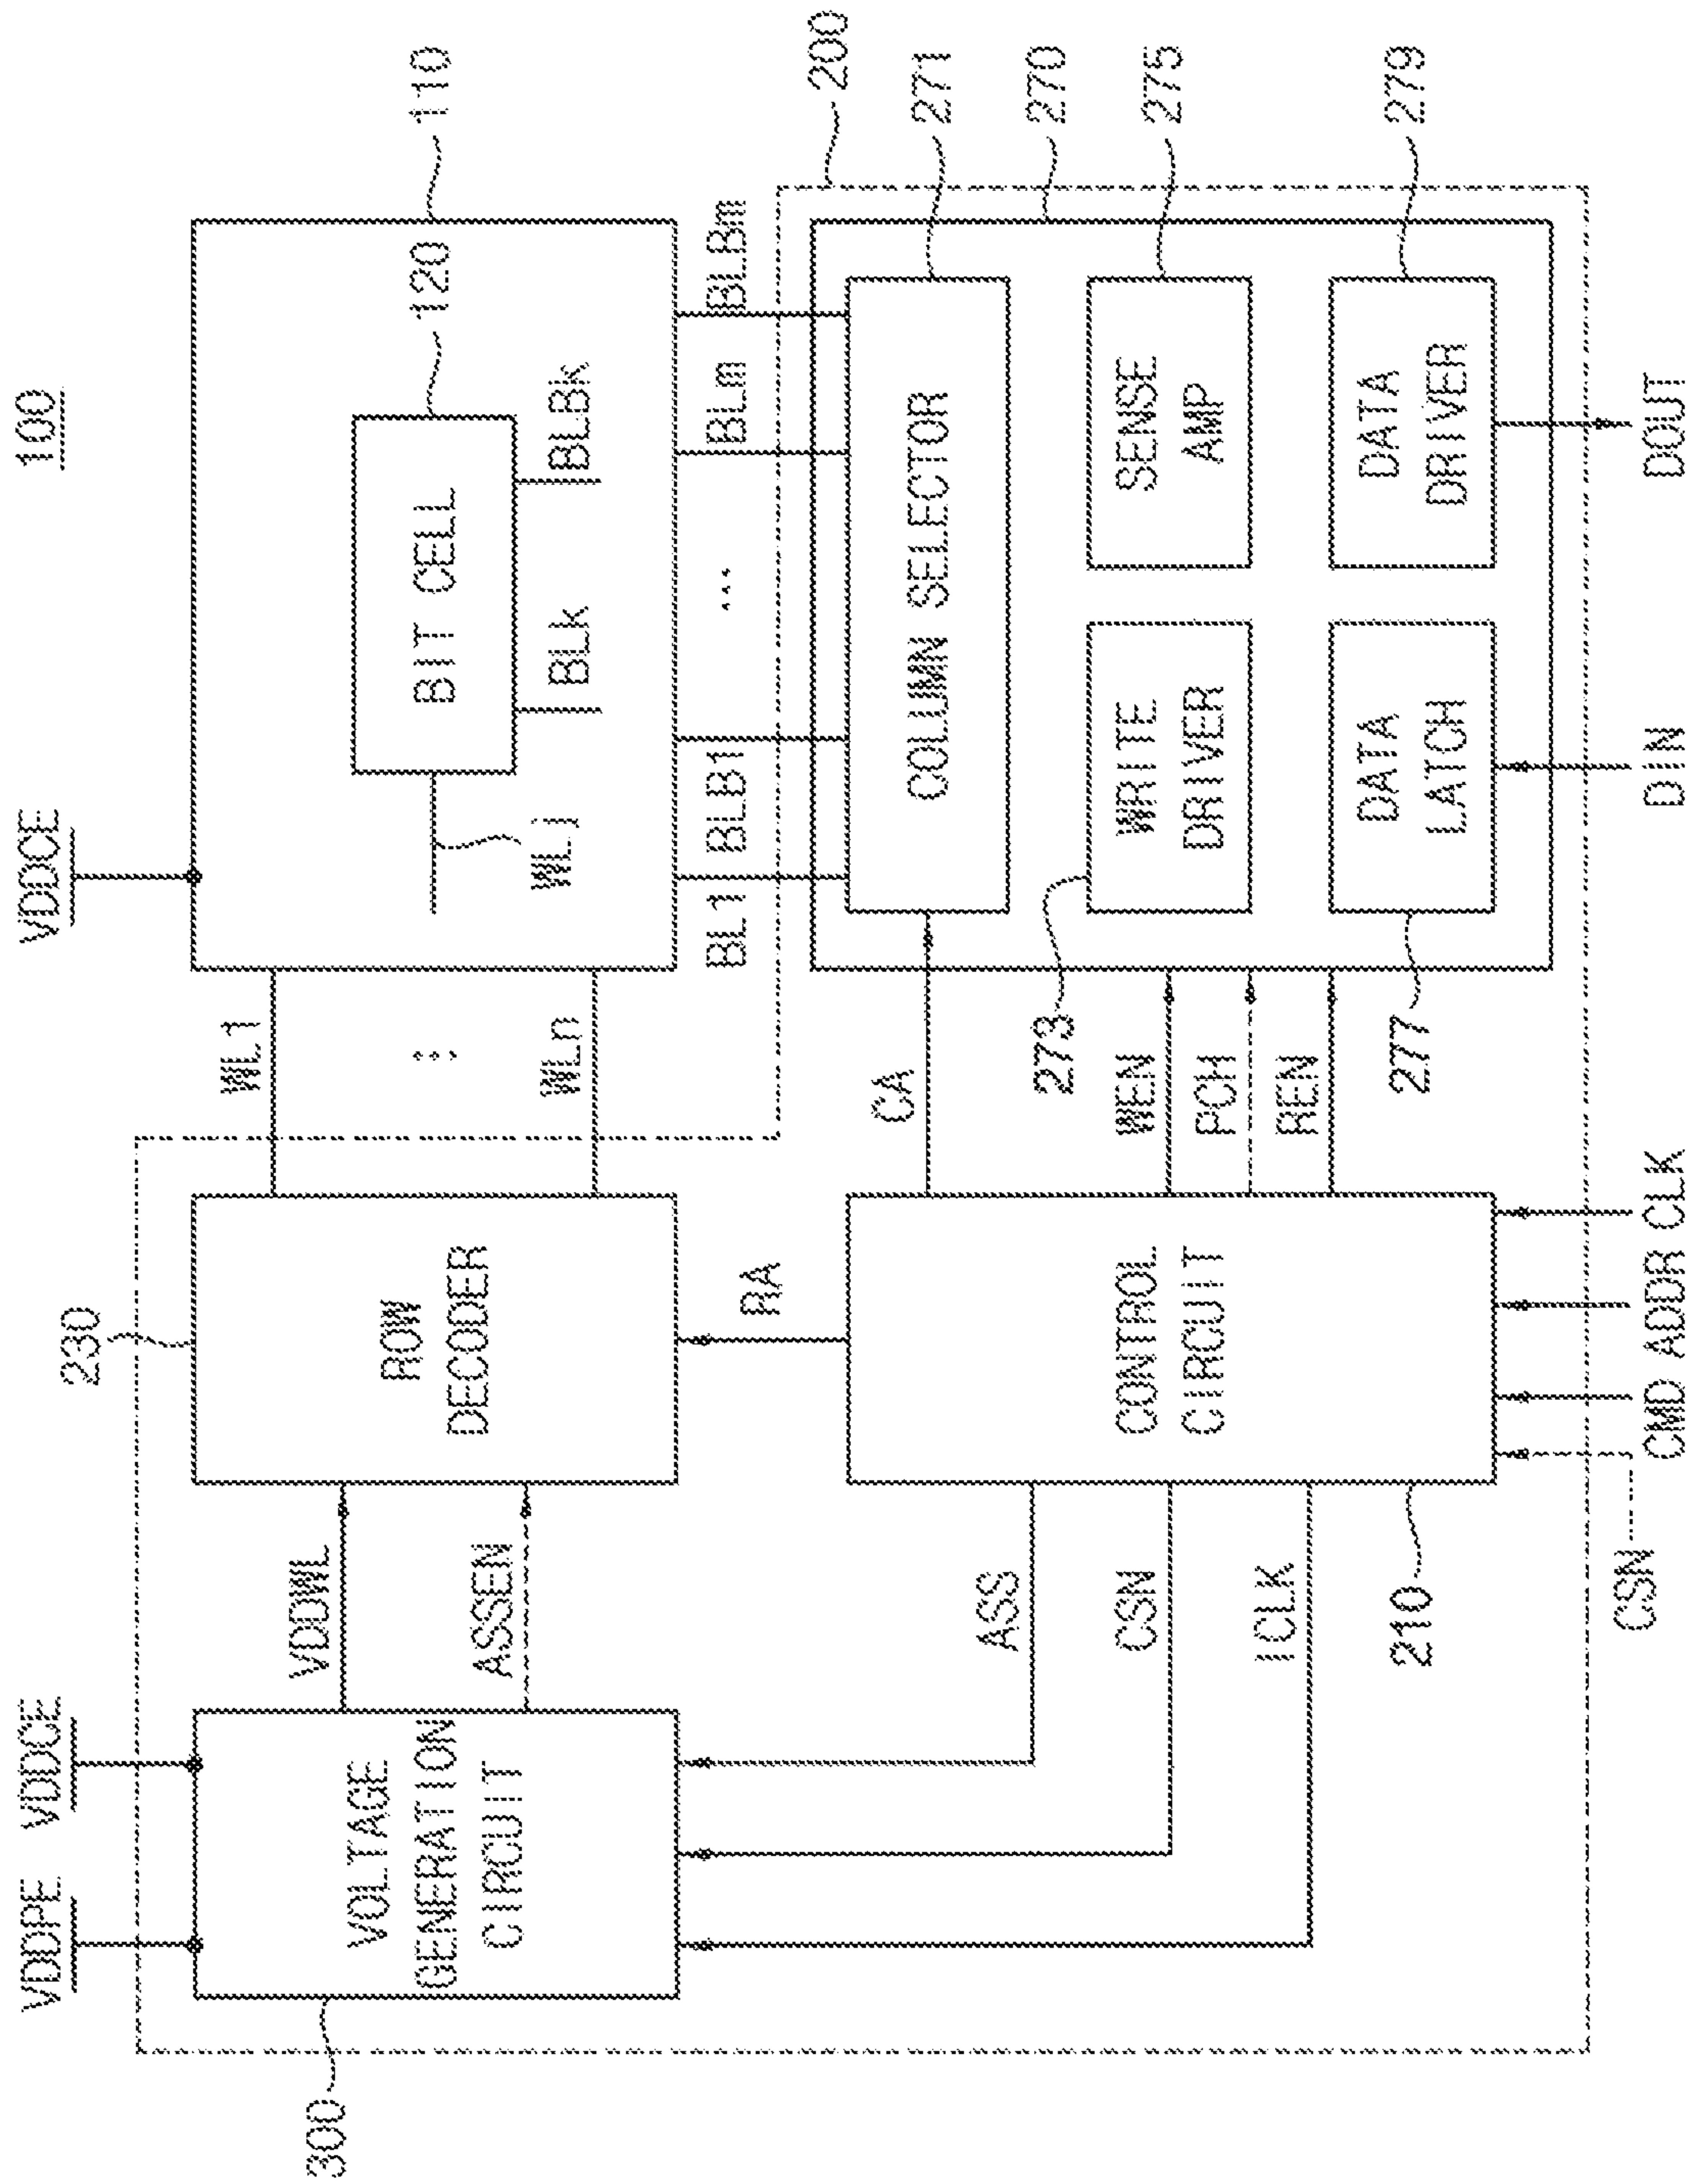 100
VDDPE
VDDCE
VDDCE
230
110
120
300
VOLTAGE
GENERATION
CIRCUIT
VDDWL
ASSEN
ROW
DECODER
WL1
⋮
WLn
WLj
BIT CELL
BLk
BLBk
BL1
BLB1
...
BLm
BLBm
200
RA
ASS
CSN
ICLK
CONTROL
CIRCUIT
210
CA
WEN
PCH
REN
COLUMN SELECTOR
271
270
273
WRITE
DRIVER
SENSE
AMP
275
277
DATA
LATCH
DATA
DRIVER
279
CSN
CMD
ADDR
CLK
DIN
DOUT